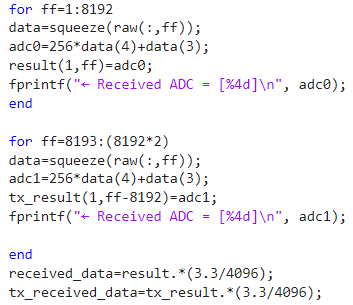 for ff=1:8192
data=squeeze(raw(:,ff));
adc0=256*data(4)+data(3);
result(1,ff)=adc0;
fprintf("← Received ADC = [%4d]\n", adc0);
end
for ff=8193:(8192*2)
data=squeeze(raw(:,ff));
adc1=256*data(4)+data(3);
tx_result(1,ff-8192)=adc1;
fprintf("← Received ADC = [%4d]\n", adc1);
end
received_data=result.*(3.3/4096);
tx_received_data=tx_result.*(3.3/4096);